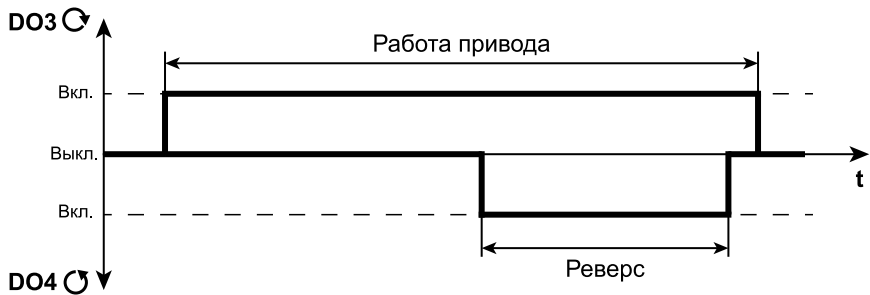 DO3
Работа привода
Вкл.
Выкл.
t
Вкл.
Реверс
DO4